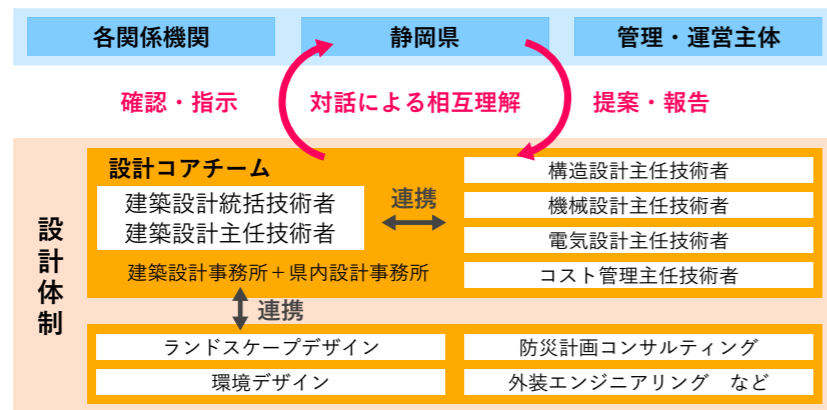 各関係機関
静岡県
管理・運営主体
確認・指示
対話による相互理解
提案・報告
設計体制
設計コアチーム
建築設計統括技術者
建築設計主任技術者
建築設計事務所＋県内設計事務所
連携
構造設計主任技術者
機械設計主任技術者
電気設計主任技術者
コスト管理主任技術者
連携
ランドスケープデザイン
防災計画コンサルティング
環境デザイン
外装エンジニアリング　など